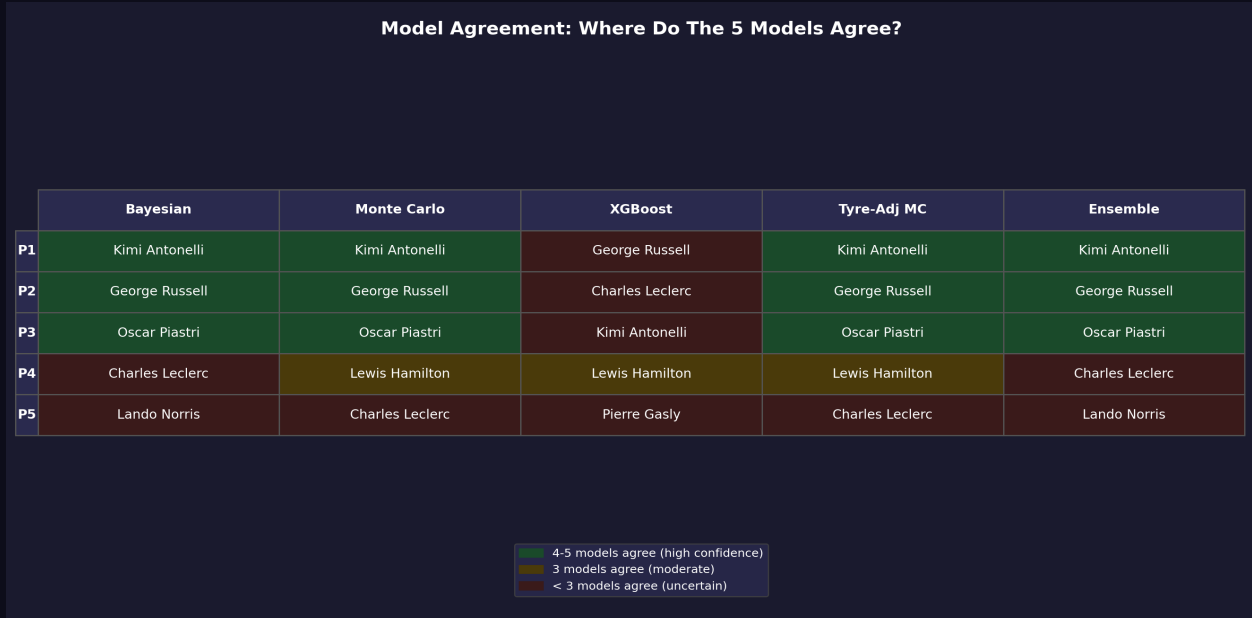 Model Agreement: Where Do The 5 Models Agree?
Bayesian Monte Carlo XGBoost Tyre-Adj MC Ensemble
P1 Kimi Antonelli Kimi Antonelli George Russell Kimi Antonelli Kimi Antonelli
P2 George Russell George Russell Charles Leclerc George Russell George Russell
P3 Oscar Piastri Oscar Piastri Kimi Antonelli Oscar Piastri Oscar Piastri
P4 Charles Leclerc Lewis Hamilton Lewis Hamilton Lewis Hamilton Charles Leclerc
P5 Lando Norris Charles Leclerc Pierre Gasly Charles Leclerc Lando Norris
4-5 models agree (high confidence)
3 models agree (moderate)
< 3 models agree (uncertain)